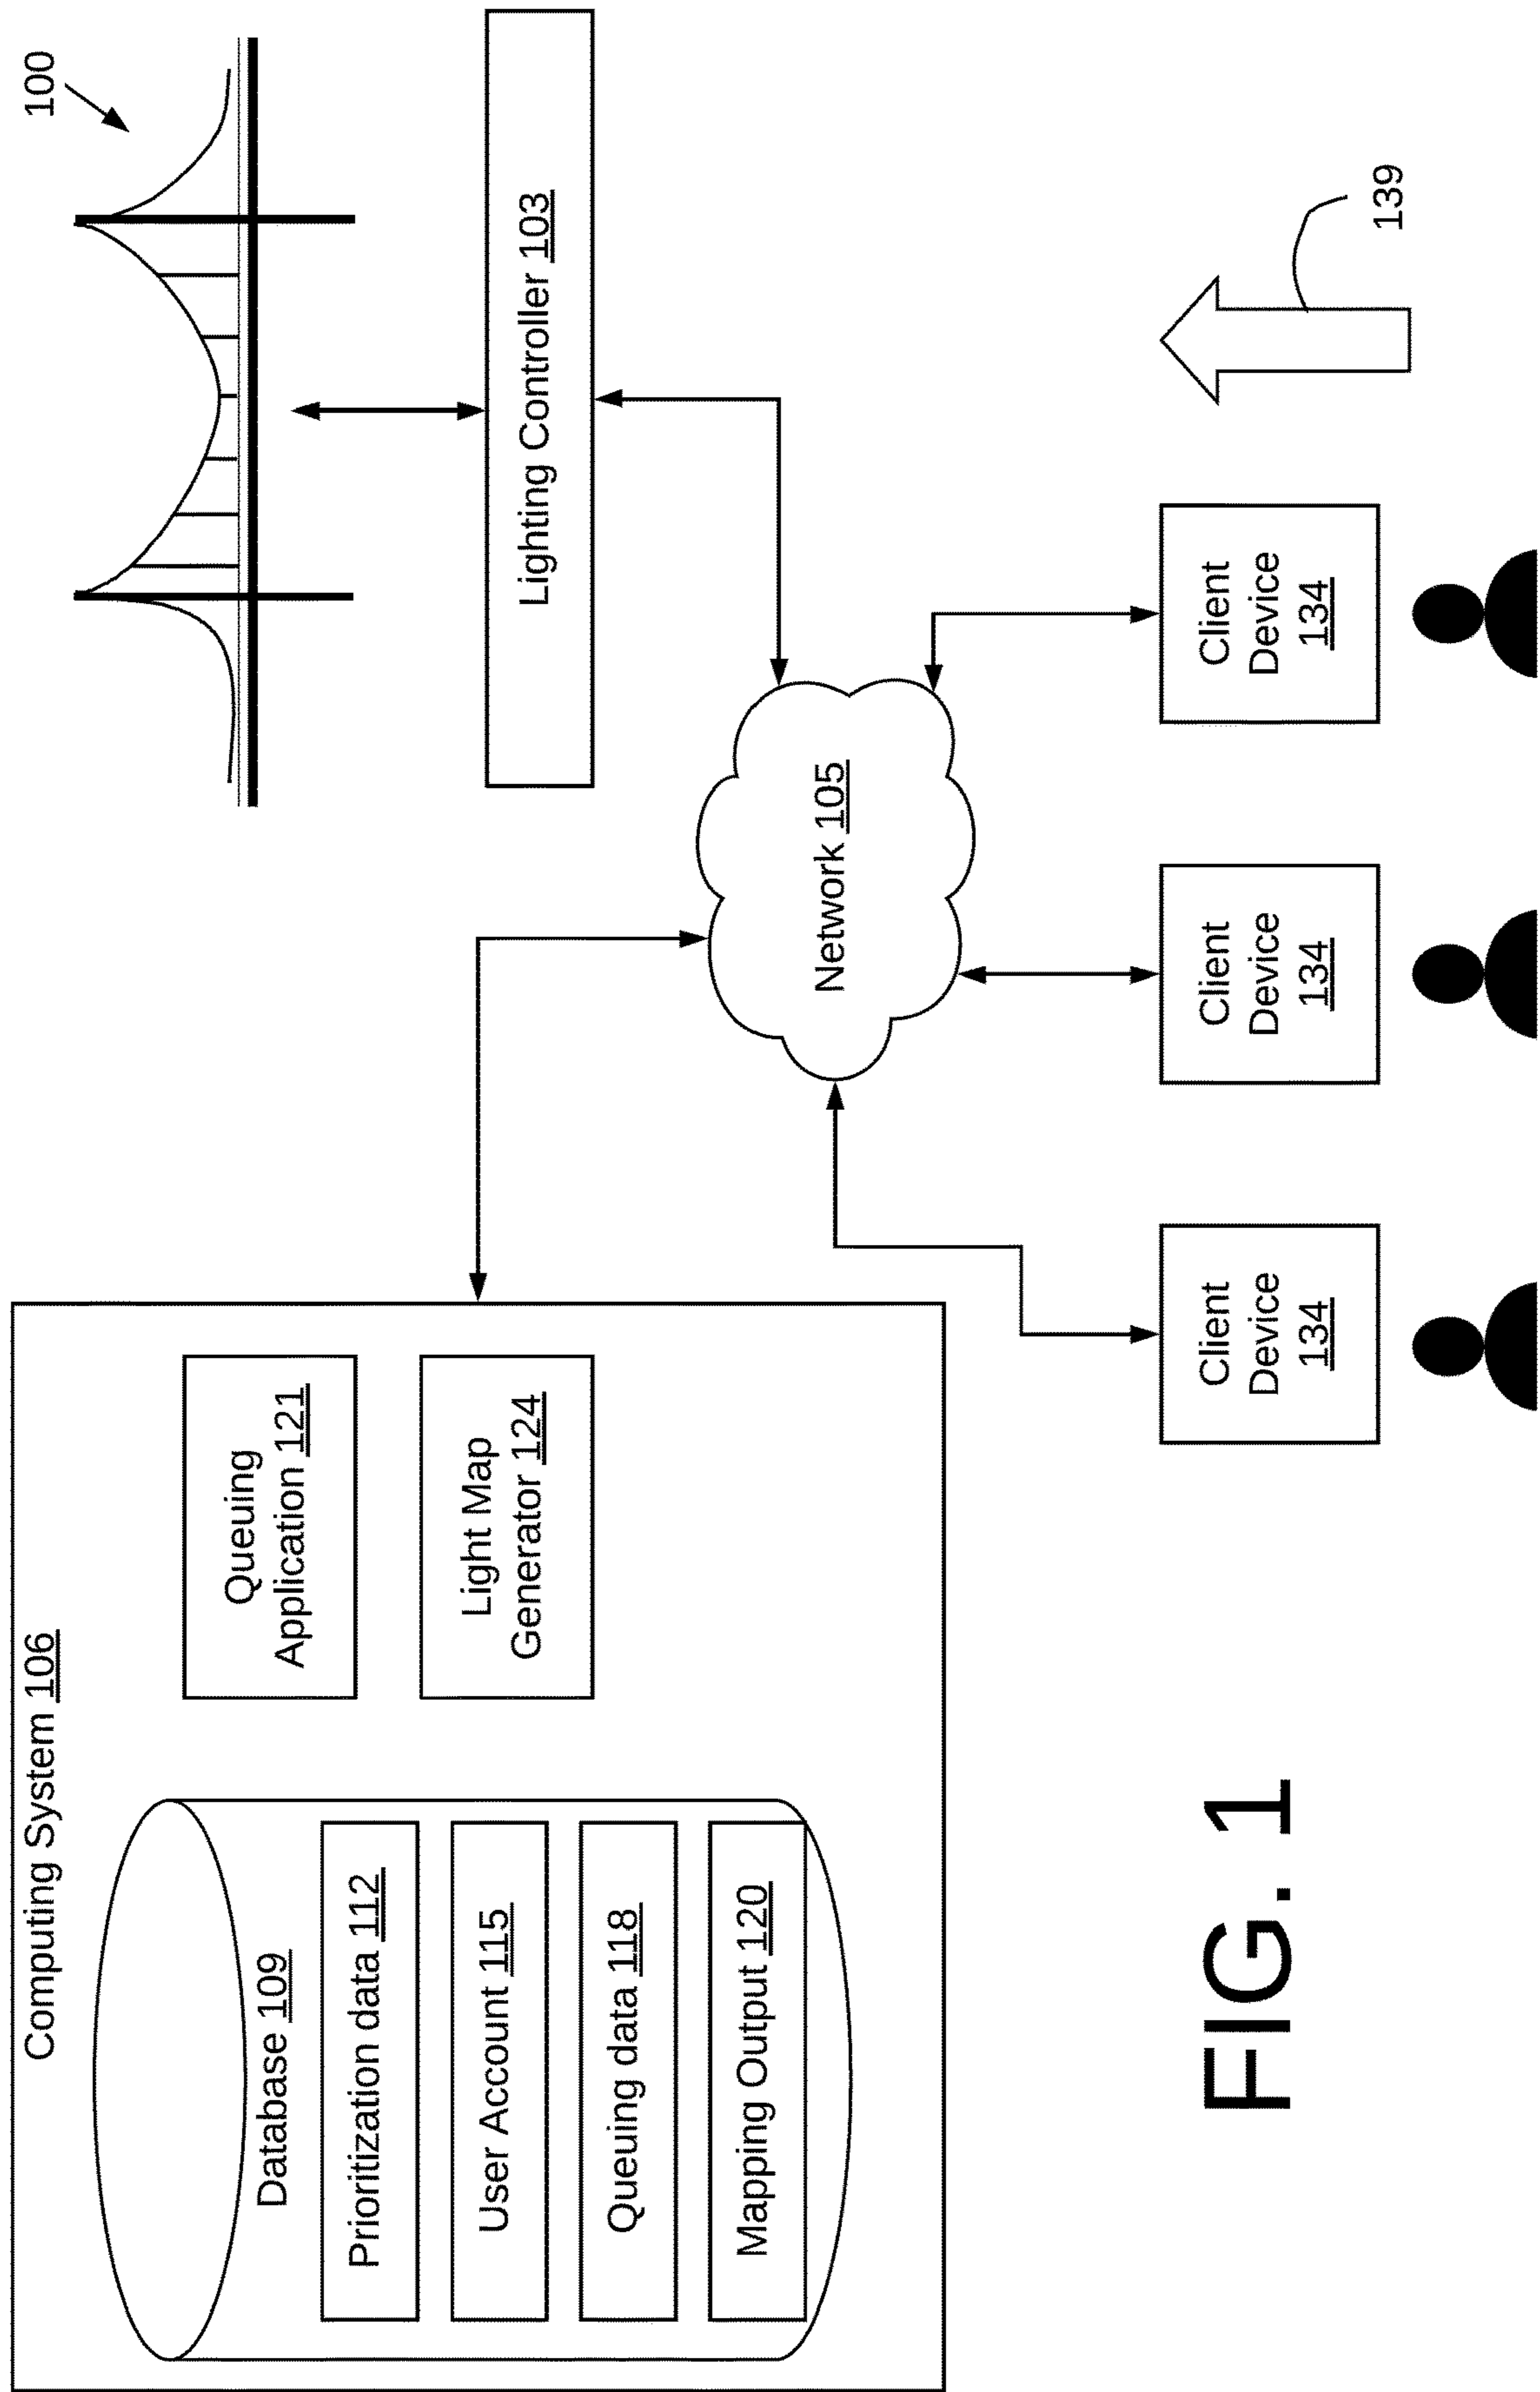 Computing System 106
Database 109
Prioritization data 112
User Account 115
Queuing data 118
Mapping Output 120
Queuing
Application 121
Light Map
Generator 124
100
Lighting Controller 103
Network 105
Client
Device
134
Client
Device
134
Client
Device
134
139
FIG. 1